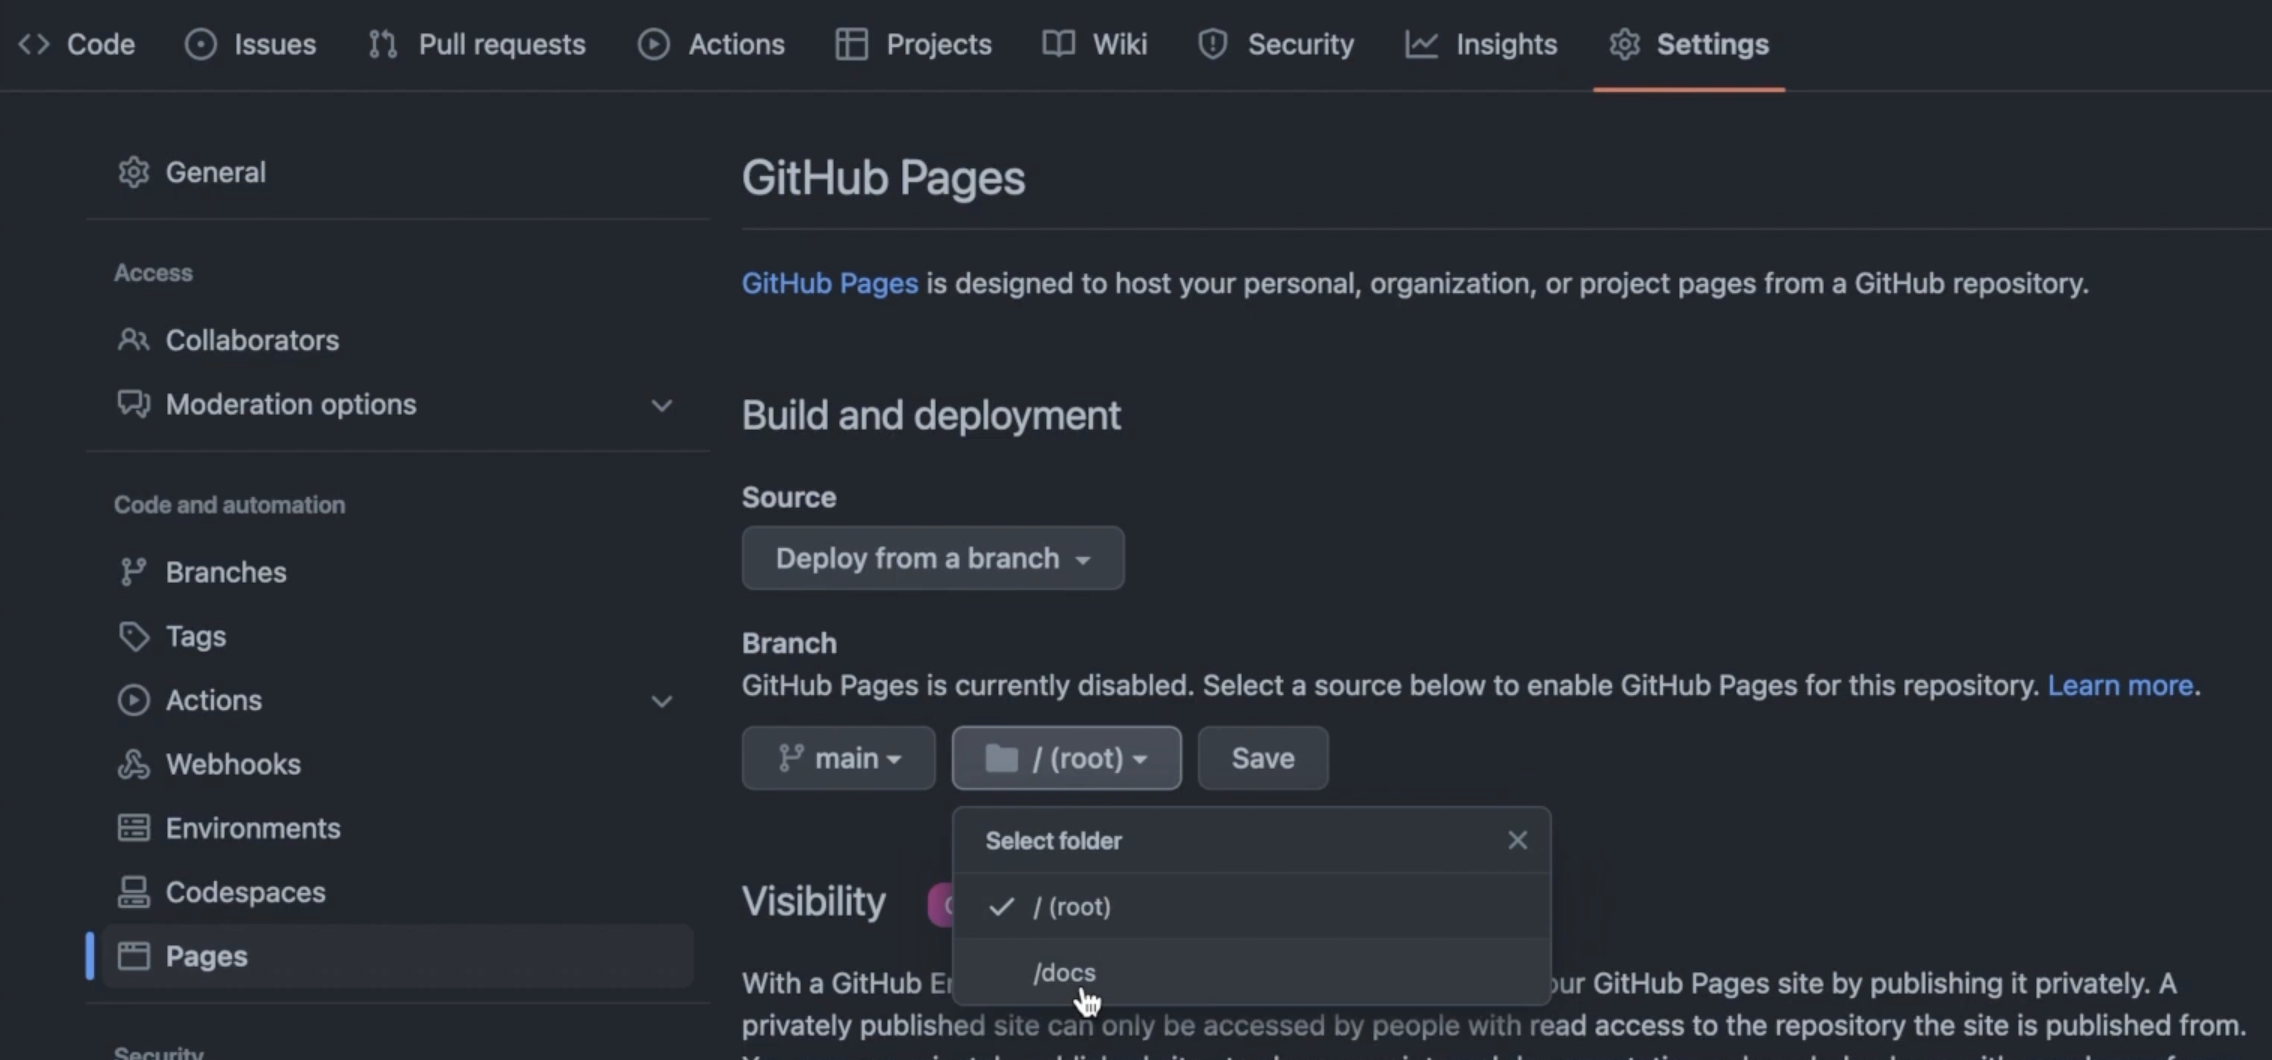 Code Issues Pull requests Actions Projects Wiki Security Insights Settings
General
Access
Collaborators
Moderation options
Code and automation
Branches
Tags
Actions
Webhooks
Environments
Codespaces
Pages
Security
GitHub Pages
GitHub Pages is designed to host your personal, organization, or project pages from a GitHub repository.
Build and deployment
Source
Deploy from a branch
Branch
GitHub Pages is currently disabled. Select a source below to enable GitHub Pages for this repository. Learn more.
main / (root) Save
Select folder
/ (root)
/docs
Visibility
With a GitHub GitHub Pages site by publishing it privately. A
privately published site can only be accessed by people with read access to the repository the site is published from.